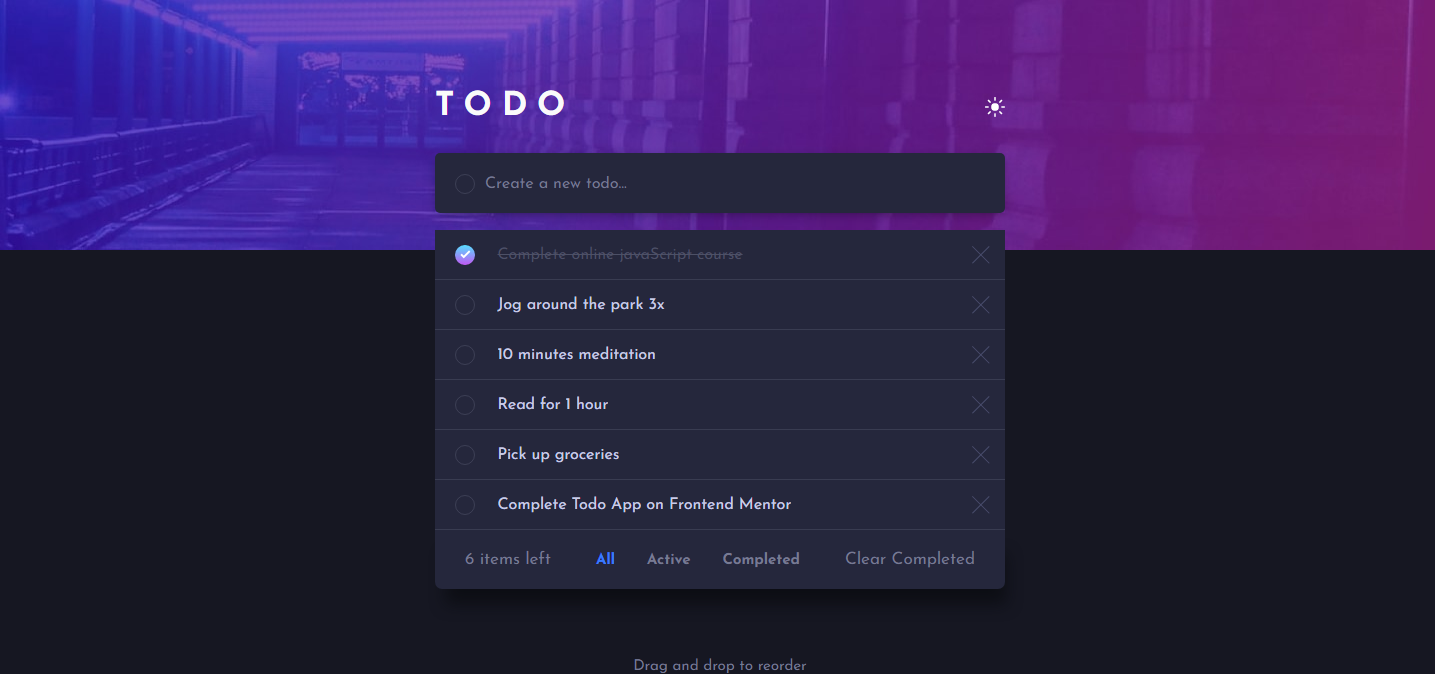 TODO
Create a new todo...
Complete online javaScript course
Jog around the park 3x
10 minutes meditation
Read for 1 hour
Pick up groceries
Complete Todo App on Frontend Mentor
6 items left All Active Completed Clear Completed
Drag and drop to reorder